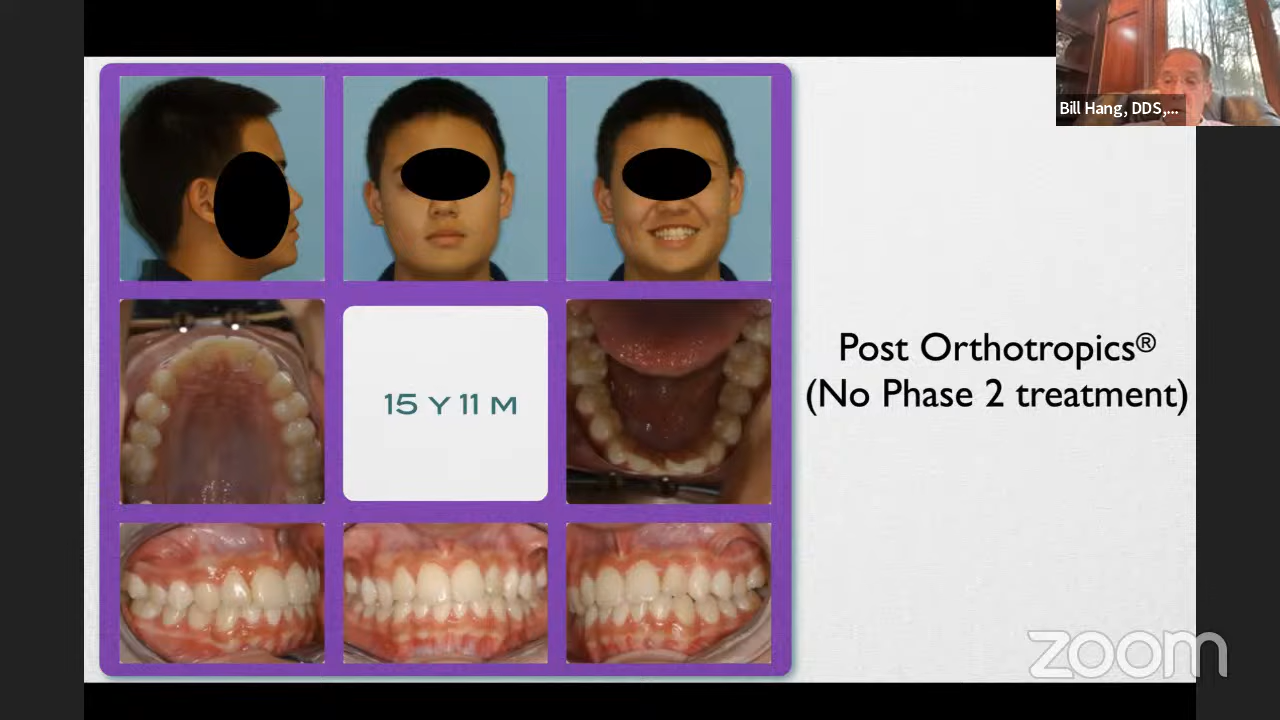 Bill Hang, DDS,...
15 Y 11 M
Post Orthotropics®
(No Phase 2 treatment)
zoom